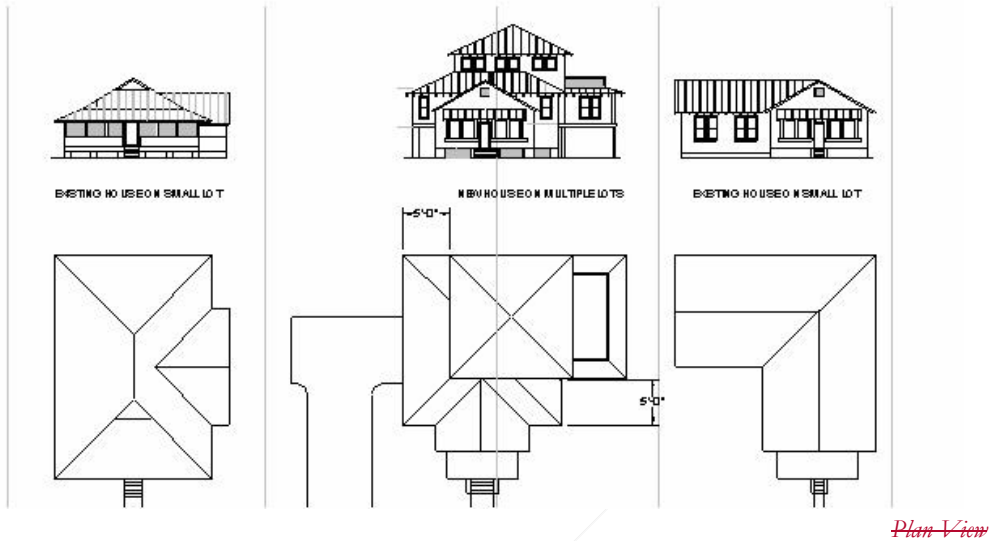 EXISTING HOUSE ON SMALL LOT
NEW HOUSE ON MULTIPLE LOTS
EXISTING HOUSE ON SMALL LOT
5'-0"
5'-0"
Plan View